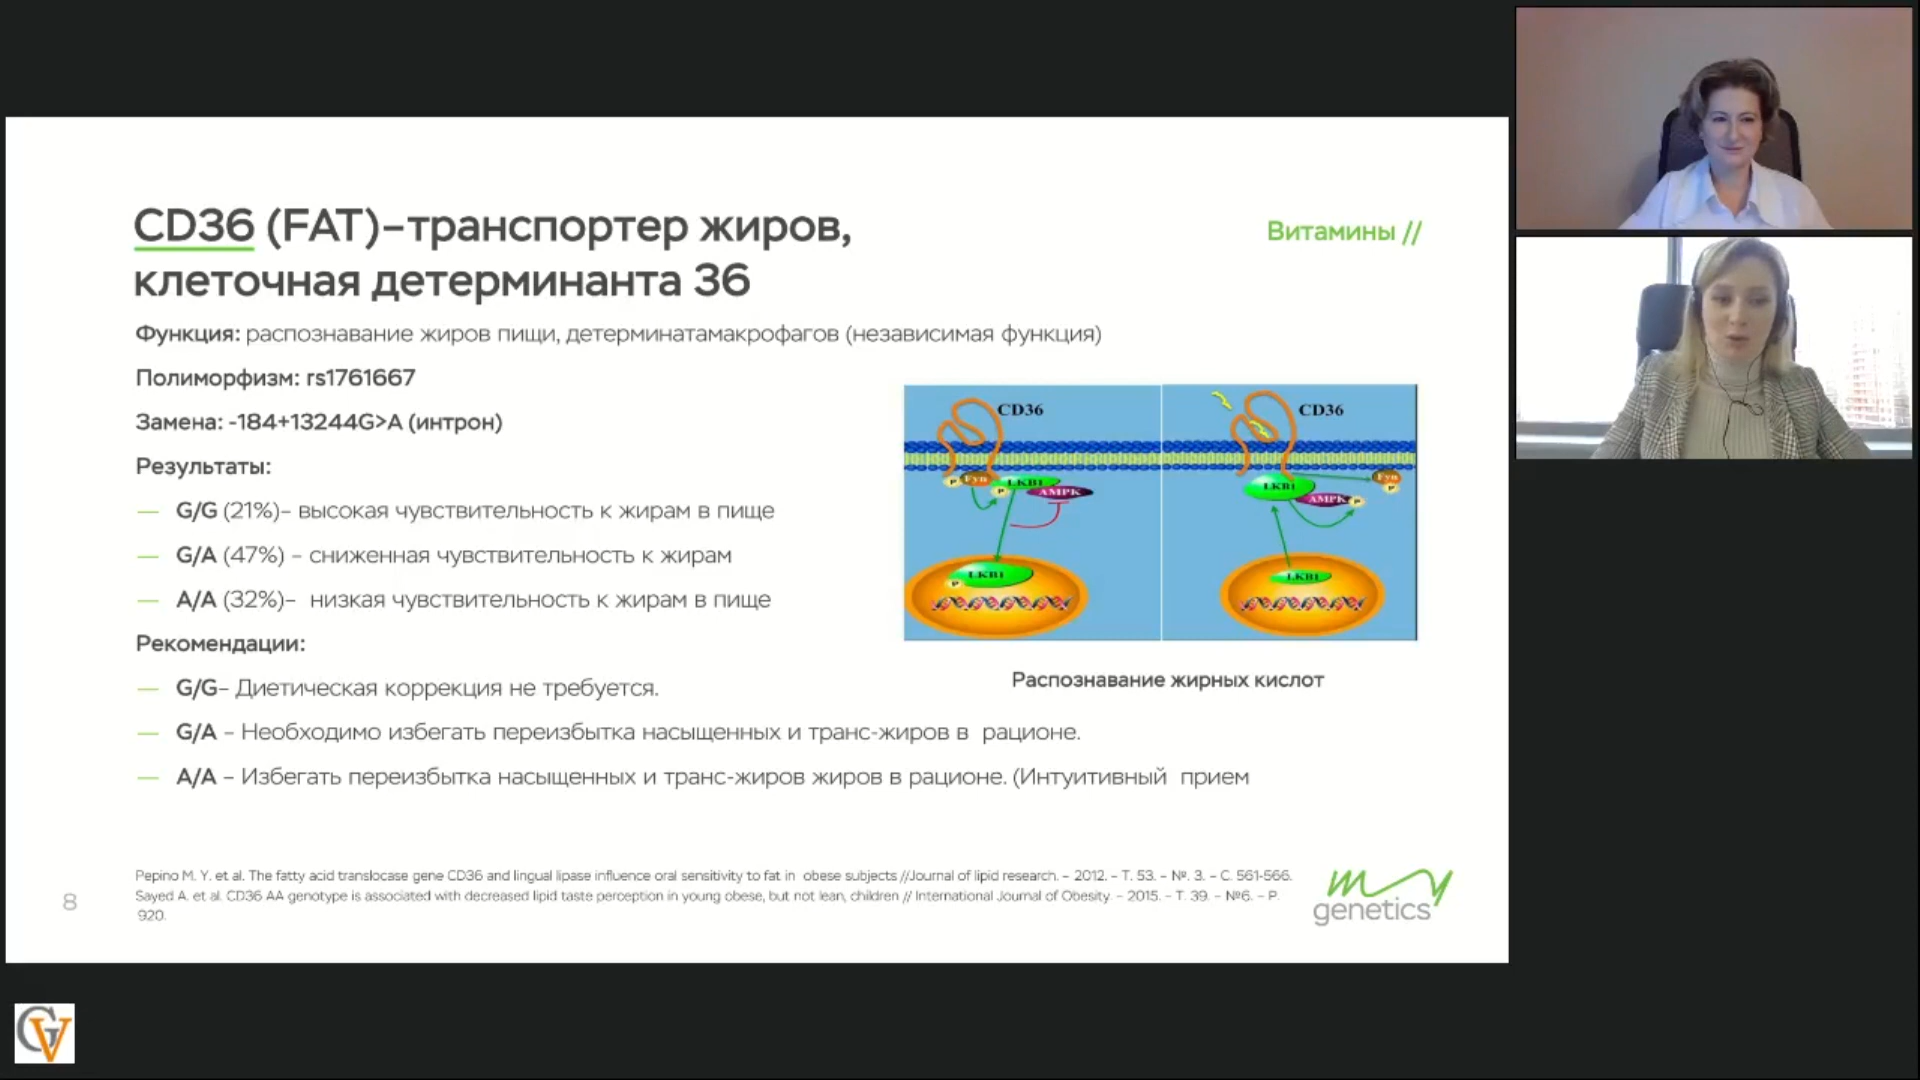 CD36 (FAT)–транспортер жиров,
клеточная детерминанта 36
Витамины //
Функция: распознавание жиров пищи, детерминатамакрофагов (независимая функция)
Полиморфизм: rs1761667
Замена: -184+13244G>A (интрон)
Результаты:
— G/G (21%)– высокая чувствительность к жирам в пище
— G/A (47%) – сниженная чувствительность к жирам
— A/A (32%)– низкая чувствительность к жирам в пище
Рекомендации:
— G/G– Диетическая коррекция не требуется.
— G/A – Необходимо избегать переизбытка насыщенных и транс-жиров в рационе.
— A/A – Избегать переизбытка насыщенных и транс-жиров жиров в рационе. (Интуитивный прием
CD36
P Fyn P LKB1 AMPK
P LKB1
CD36
LKB1 AMPK P Fyn P
LKB1
Распознавание жирных кислот
Pepino M. Y. et al. The fatty acid translocase gene CD36 and lingual lipase influence oral sensitivity to fat in obese subjects //Journal of lipid research. – 2012. – T. 53. – №. 3. – C. 561-566.
Sayed A. et al. CD36 AA genotype is associated with decreased lipid taste perception in young obese, but not lean, children // International Journal of Obesity. – 2015. – T. 39. – №6. – P.
920.
8
my
genetics
GV